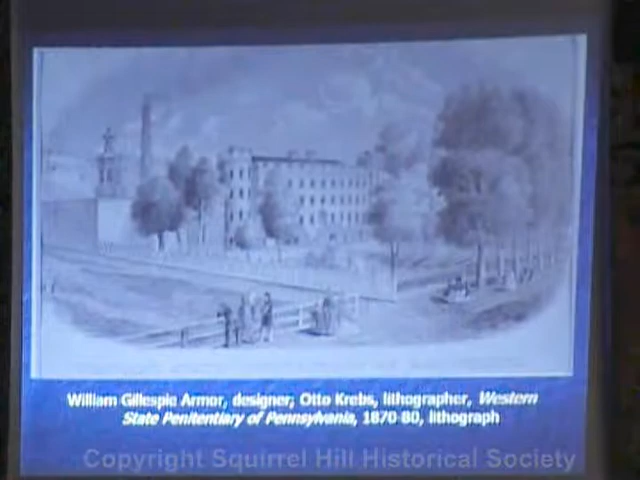 William Gillespie Armor, designer; Otto Krebs, lithographer, Western
State Penitentiary of Pennsylvania, 1870-80, lithograph
Copyright Squirrel Hill Historical Society